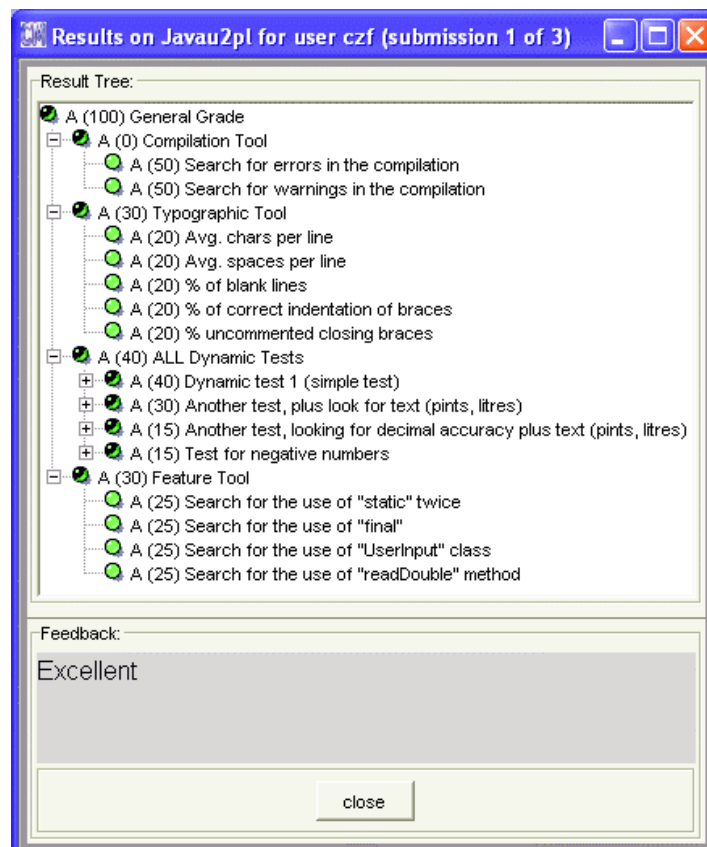 Results on Javau2pl for user czf (submission 1 of 3)
Result Tree:
A (100) General Grade
A (0) Compilation Tool
A (50) Search for errors in the compilation
A (50) Search for warnings in the compilation
A (30) Typographic Tool
A (20) Avg. chars per line
A (20) Avg. spaces per line
A (20) % of blank lines
A (20) % of correct indentation of braces
A (20) % uncommented closing braces
A (40) ALL Dynamic Tests
A (40) Dynamic test 1 (simple test)
A (30) Another test, plus look for text (pints, litres)
A (15) Another test, looking for decimal accuracy plus text (pints, litres)
A (15) Test for negative numbers
A (30) Feature Tool
A (25) Search for the use of "static" twice
A (25) Search for the use of "final"
A (25) Search for the use of "UserInput" class
A (25) Search for the use of "readDouble" method
Feedback:
Excellent
close